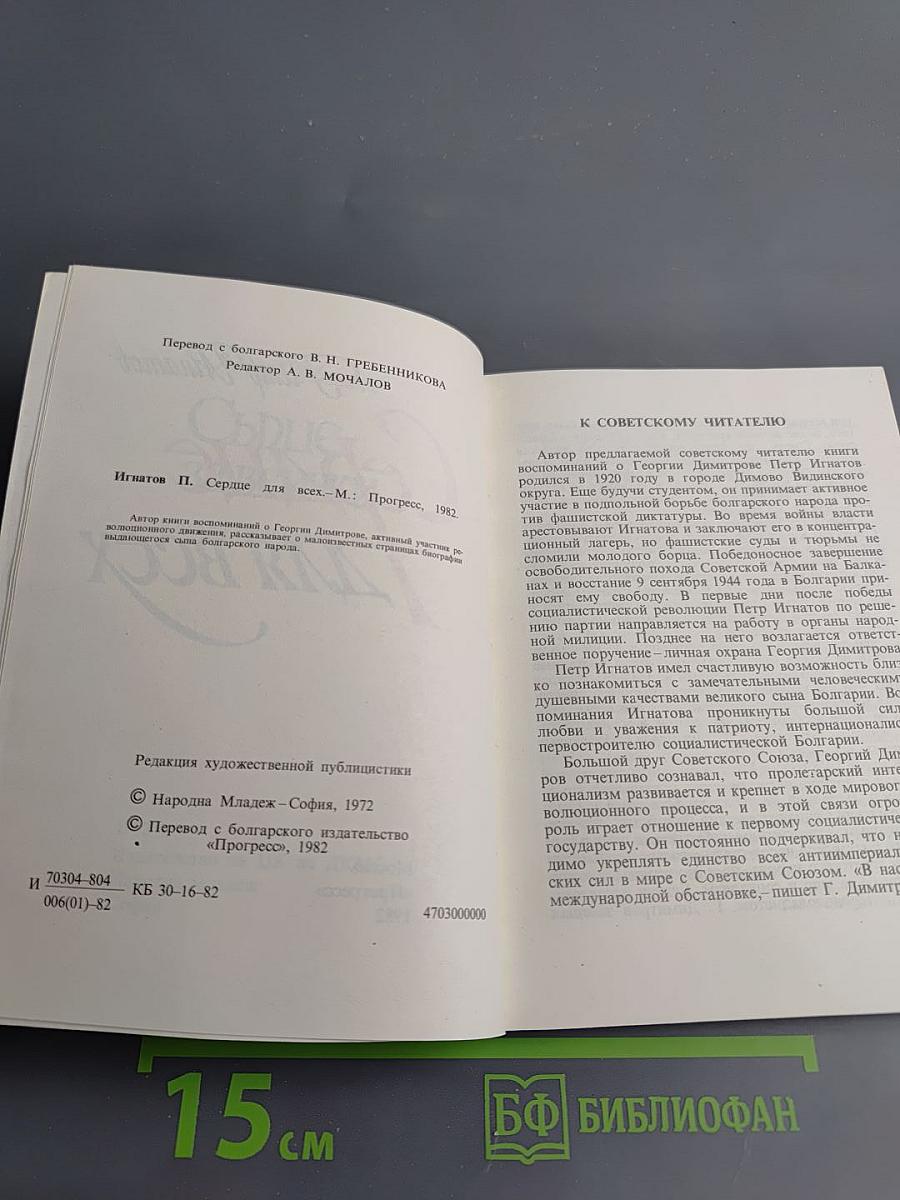 Перевод с болгарского В. Н. ГРЕБЕННИКОВА
Редактор А. В. МОЧАЛОВ
Игнатов П. Сердце для всех.– М.: Прогресс, 1982.
Автор книги воспоминаний о Георгии Димитрове, активный участник ре-
волюционного движения, рассказывает о малоизвестных страницах биографии
выдающегося сына болгарского народа.
Редакция художественной публицистики
© Народна Младеж – София, 1972
© Перевод с болгарского издательство
«Прогресс», 1982
И 70304–804
006(01)–82
КБ 30–16–82
4703000000
К СОВЕТСКОМУ ЧИТАТЕЛЮ
Автор предлагаемой советскому читателю книги
воспоминаний о Георгии Димитрове Петр Игнатов
родился в 1920 году в городе Димово Видинского
округа. Еще будучи студентом, он принимает активное
участие в подпольной борьбе болгарского народа про-
тив фашистской диктатуры. Во время войны власти
арестовывают Игнатова и заключают его в концентра-
ционный лагерь, но фашистские суды и тюрьмы не
сломили молодого борца. Победоносное завершение
освободительного похода Советской Армии на Балка-
нах и восстание 9 сентября 1944 года в Болгарии при-
носят ему свободу. В первые дни после победы
социалистической революции Петр Игнатов по реше-
нию партии направляется на работу в органы народ-
ной милиции. Позднее на него возлагается ответст-
венное поручение – личная охрана Георгия Димитрова
Петр Игнатов имел счастливую возможность близ
ко познакомиться с замечательными человеческим
душевными качествами великого сына Болгарии. Во
поминания Игнатова проникнуты большой сил
любви и уважения к патриоту, интернационалис
первостроителю социалистической Болгарии.
Большой друг Советского Союза, Георгий Дим
ров отчетливо сознавал, что пролетарский инте
ционализм развивается и крепнет в ходе мировог
волюционного процесса, и в этой связи огро
роль играет отношение к первому социалистиче
государству. Он постоянно подчеркивал, что н
димо укреплять единство всех антиимпериал
ских сил в мире с Советским Союзом. «В нас
международной обстановке,– пишет Г. Димитр
15 см
БФ БИБЛИОФАН